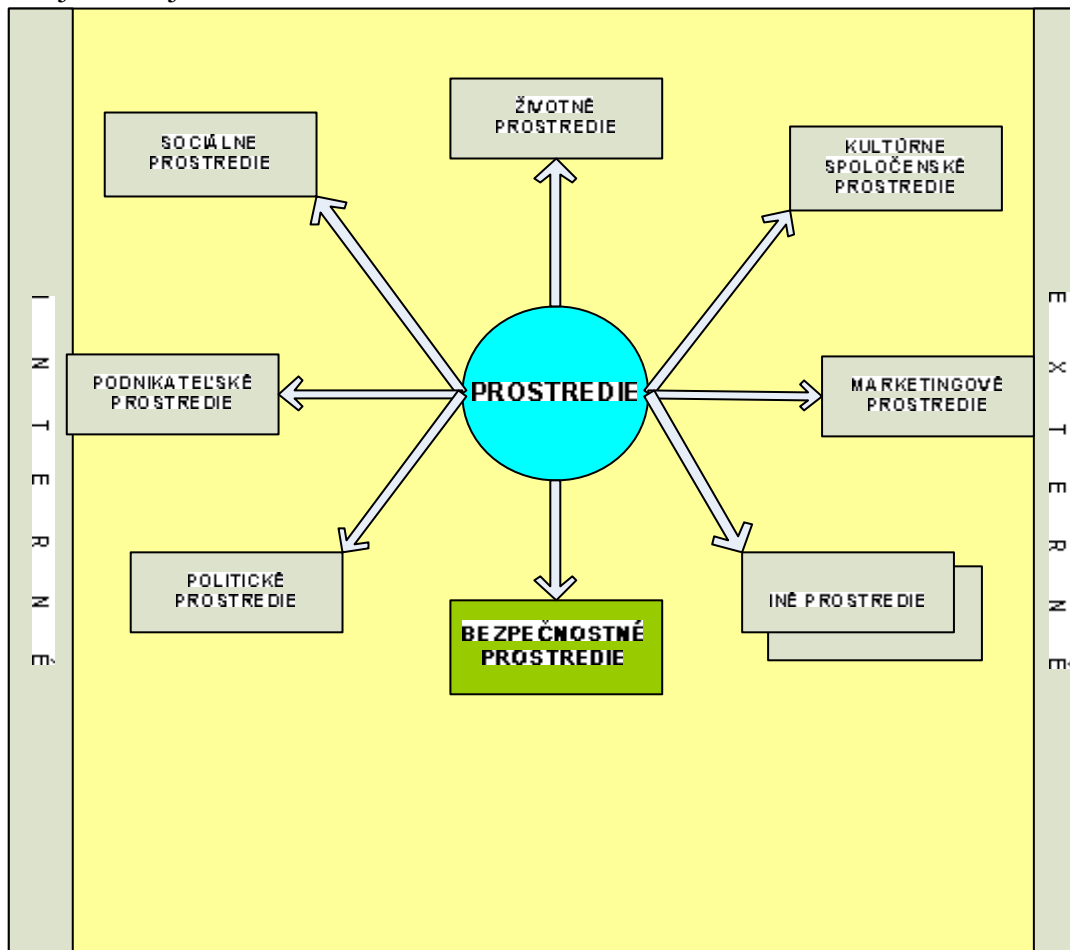 ŽIVOTNÉ
PROSTREDIE
SOCIÁLNE
PROSTREDIE
KULTÚRNE
SPOLOČENSKÉ
PROSTREDIE
INTERNÉ
EXTERNÉ
PODNIKATEĽSKÉ
PROSTREDIE
PROSTREDIE
MARKETINGOVÉ
PROSTREDIE
POLITICKÉ
PROSTREDIE
INÉ PROSTREDIE
BEZPEČNOSTNÉ
PROSTREDIE